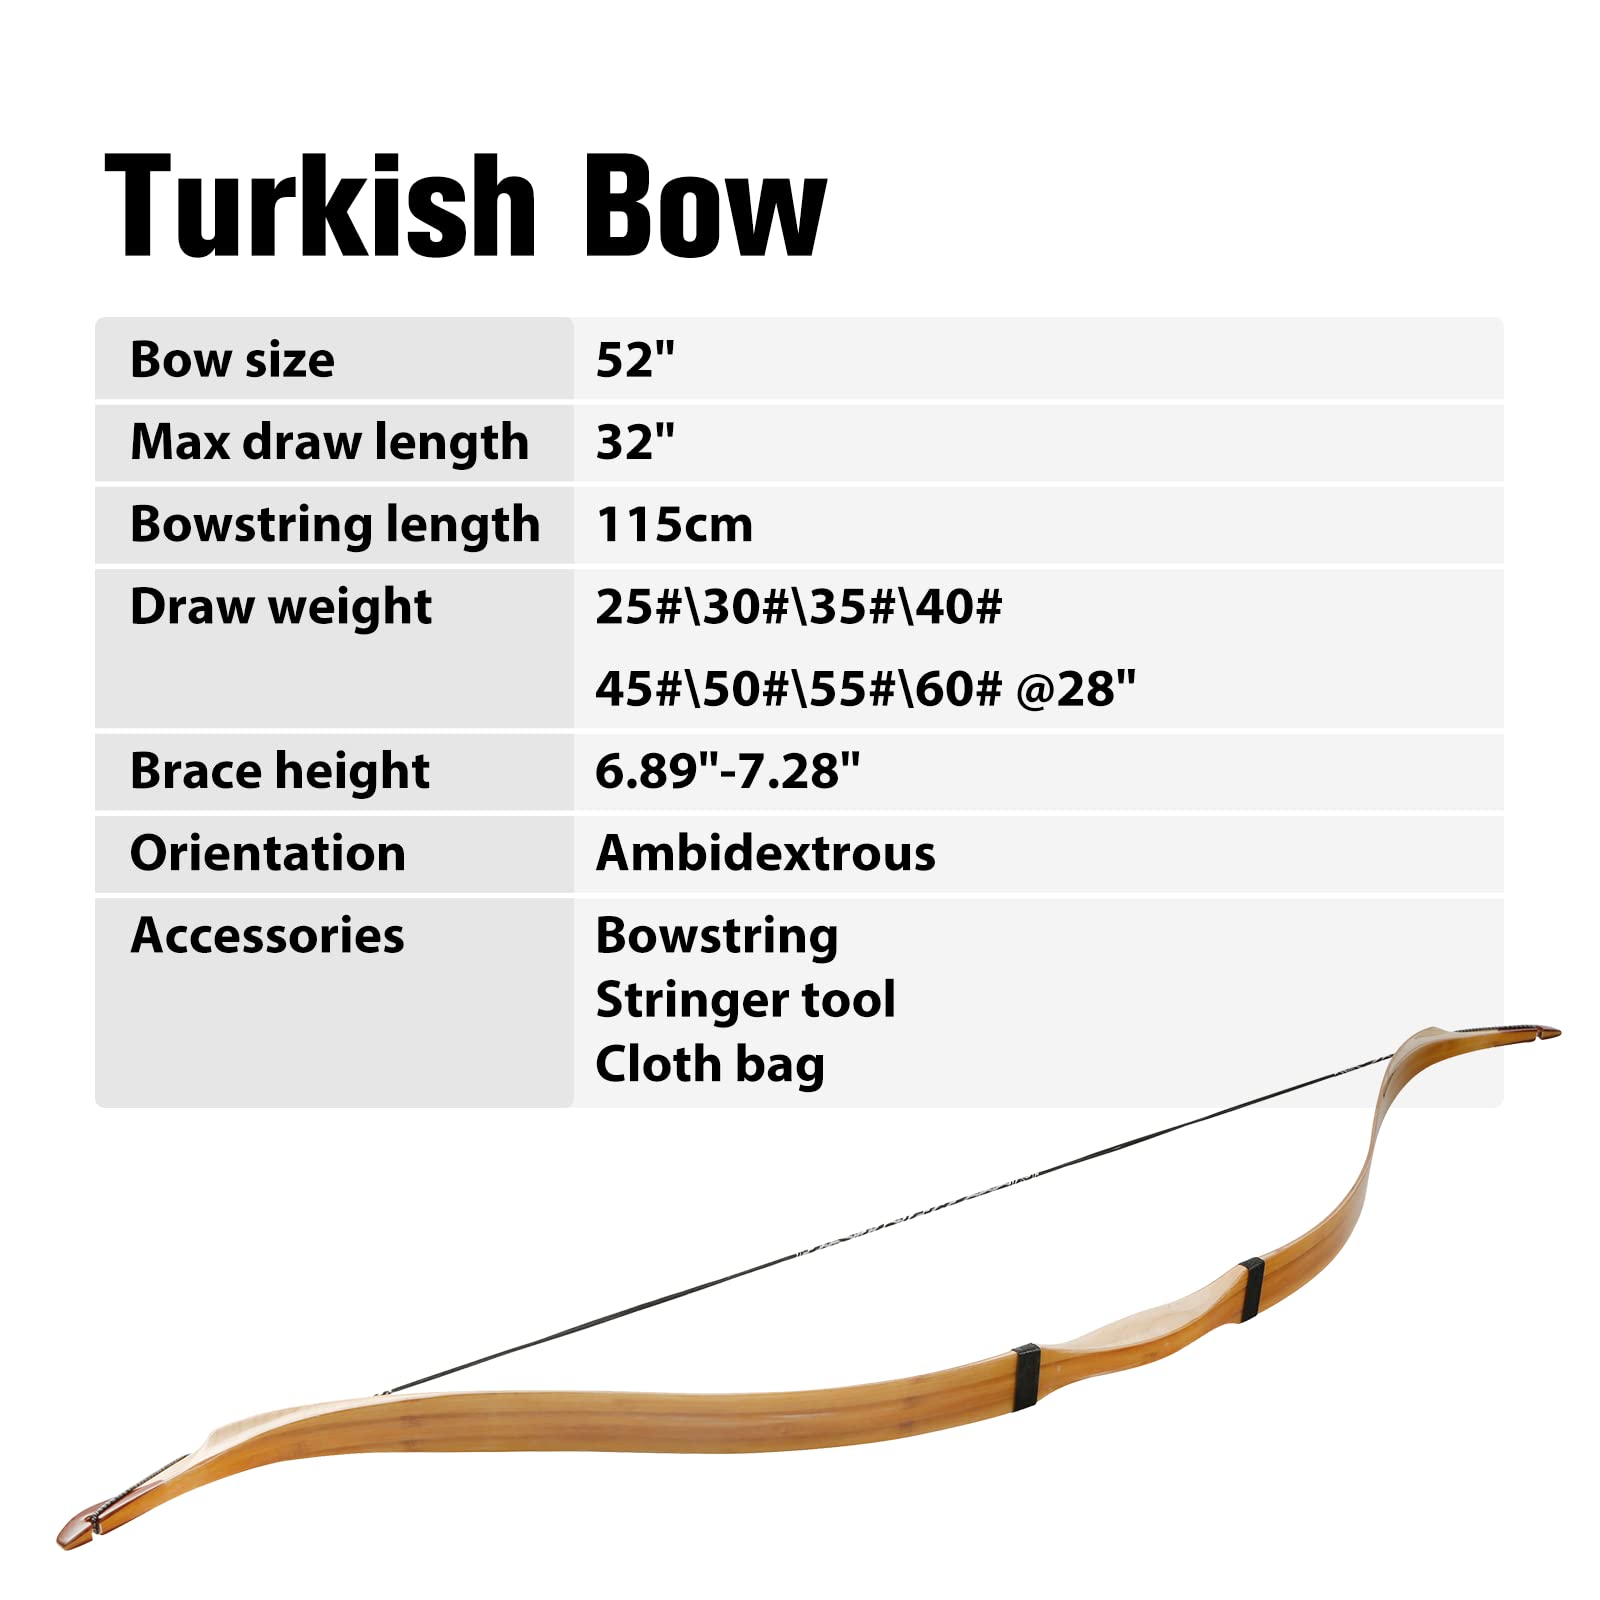 Turkish Bow
Bow size 52"
Max draw length 32"
Bowstring length 115cm
Draw weight 25#\30#\35#\40#
45#\50#\55#\60# @28"
Brace height 6.89"-7.28"
Orientation Ambidextrous
Accessories Bowstring
Stringer tool
Cloth bag